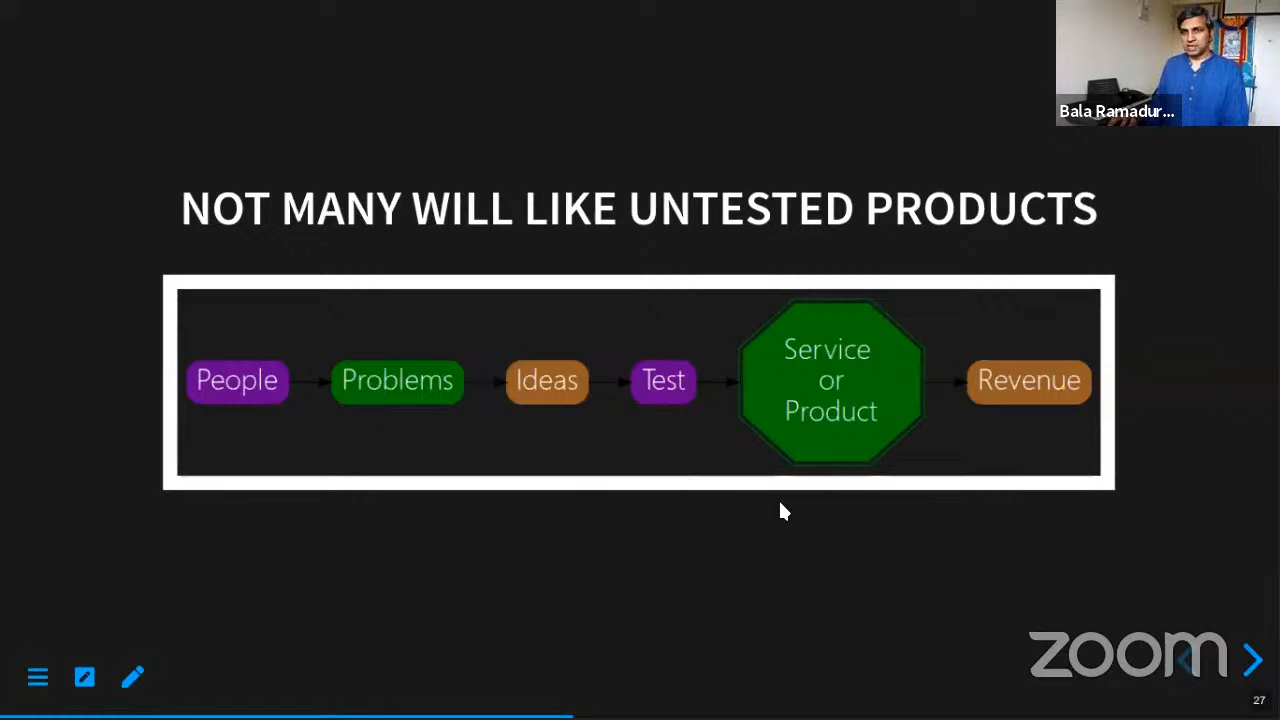 Bala Ramadur...
NOT MANY WILL LIKE UNTESTED PRODUCTS
People
Problems
Ideas
Test
Service
or
Product
Revenue
zoom
27